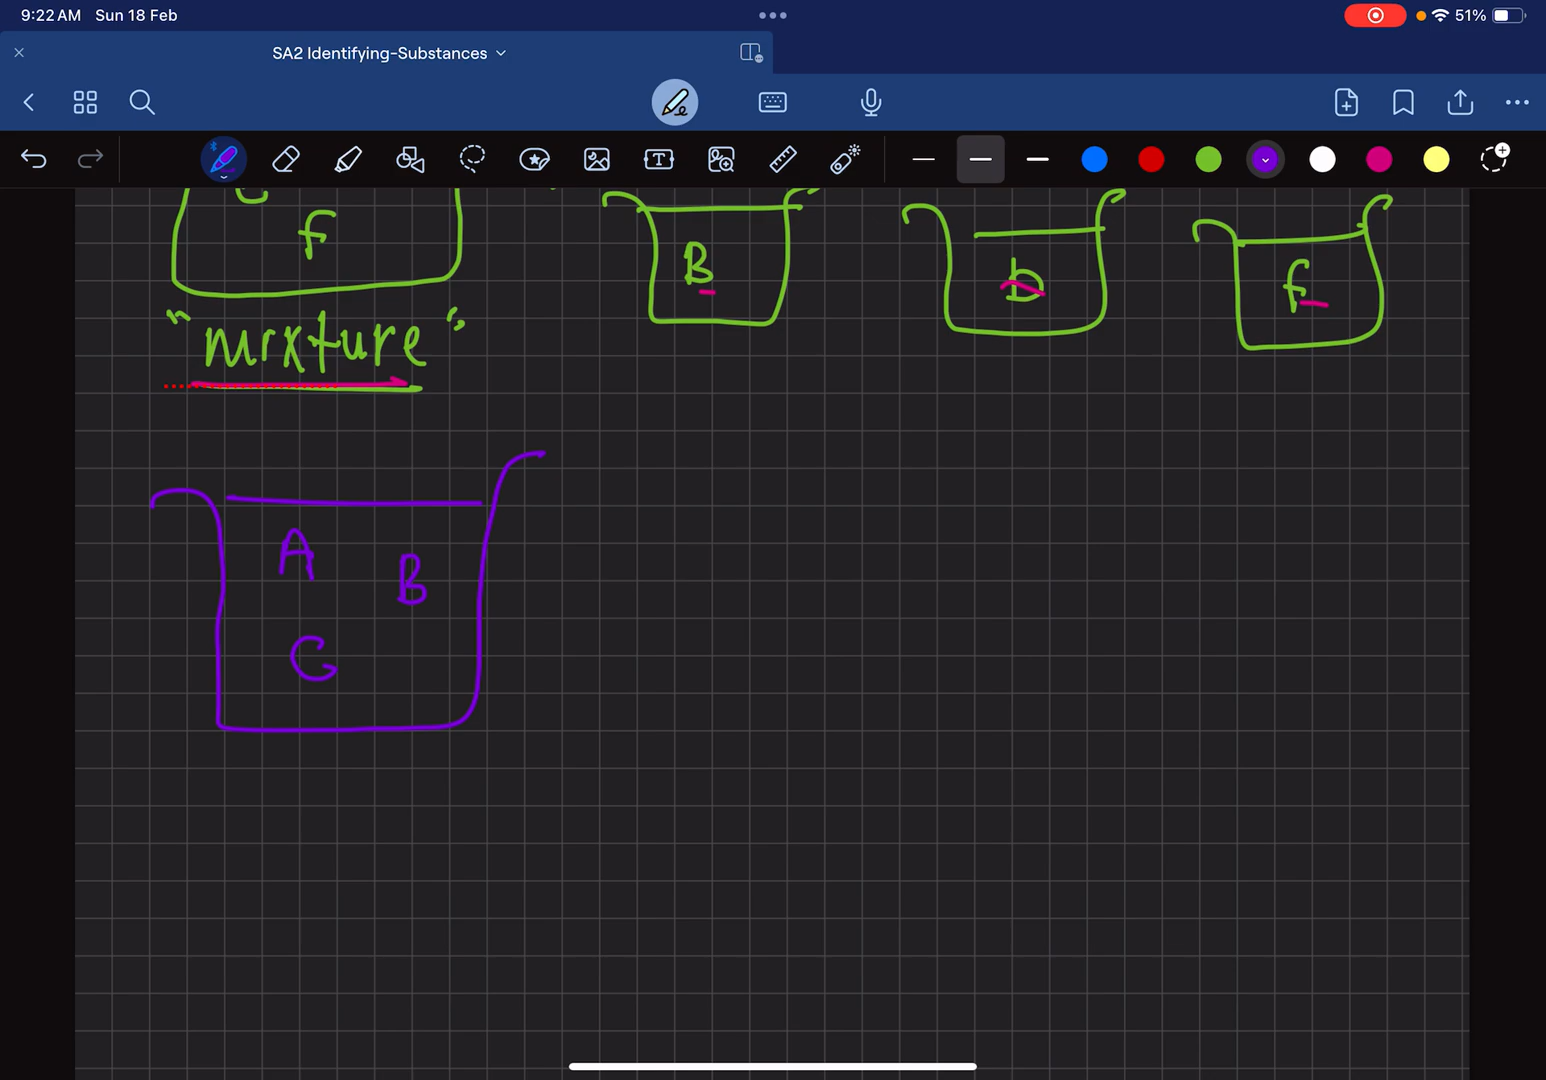 9:22 AM Sun 18 Feb
51%
SA2 Identifying-Substances
T
F
B
D
f
"mixture"
A
B
C